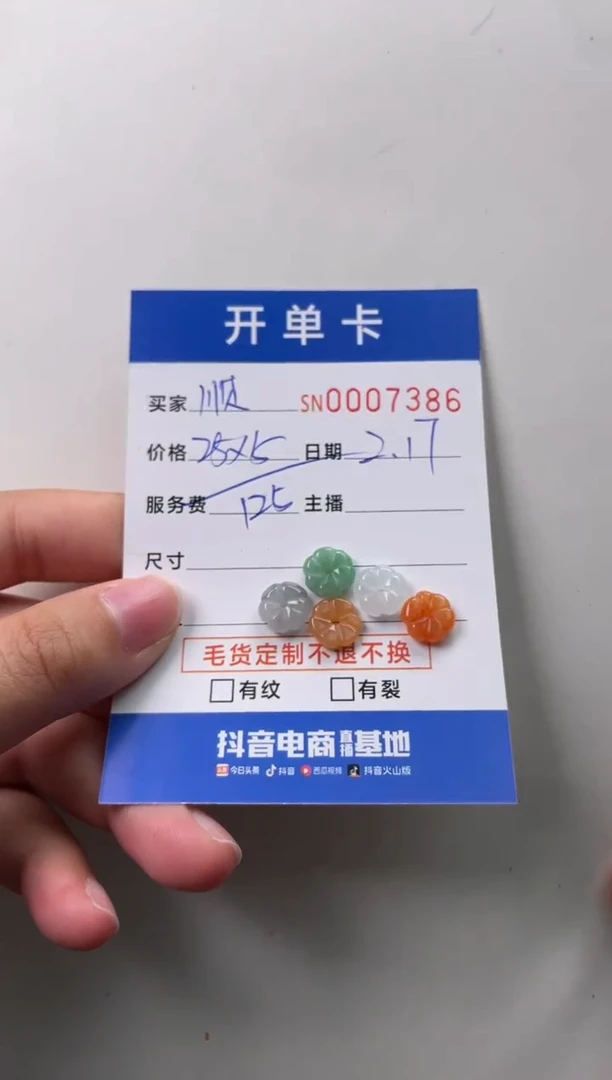 开单卡
买家 顺 SN0007386
价格 25x5 日期 2.17
服务费 125 主播
尺寸
毛货定制不退不换
有纹 有裂
抖音电商直播基地
今日头条 抖音 西瓜视频 抖音火山版